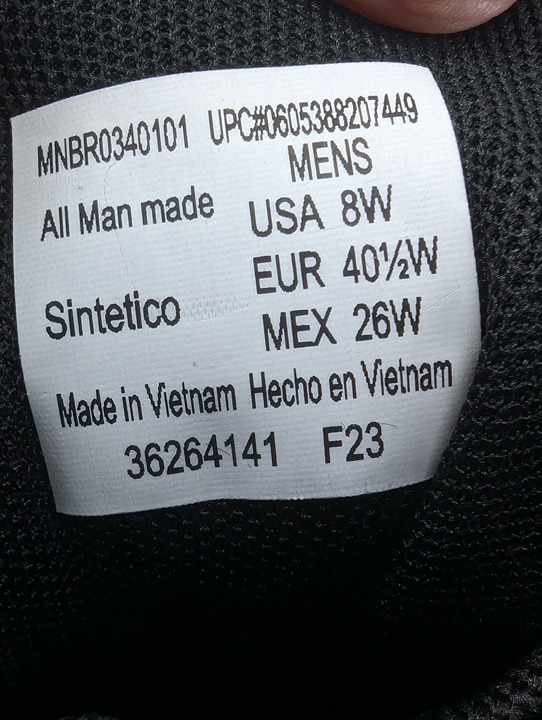 MNBR0340101 UPC#0605388207449
MENS
All Man made USA 8W
EUR 40½W
Sintetico MEX 26W
Made in Vietnam Hecho en Vietnam
36264141 F23